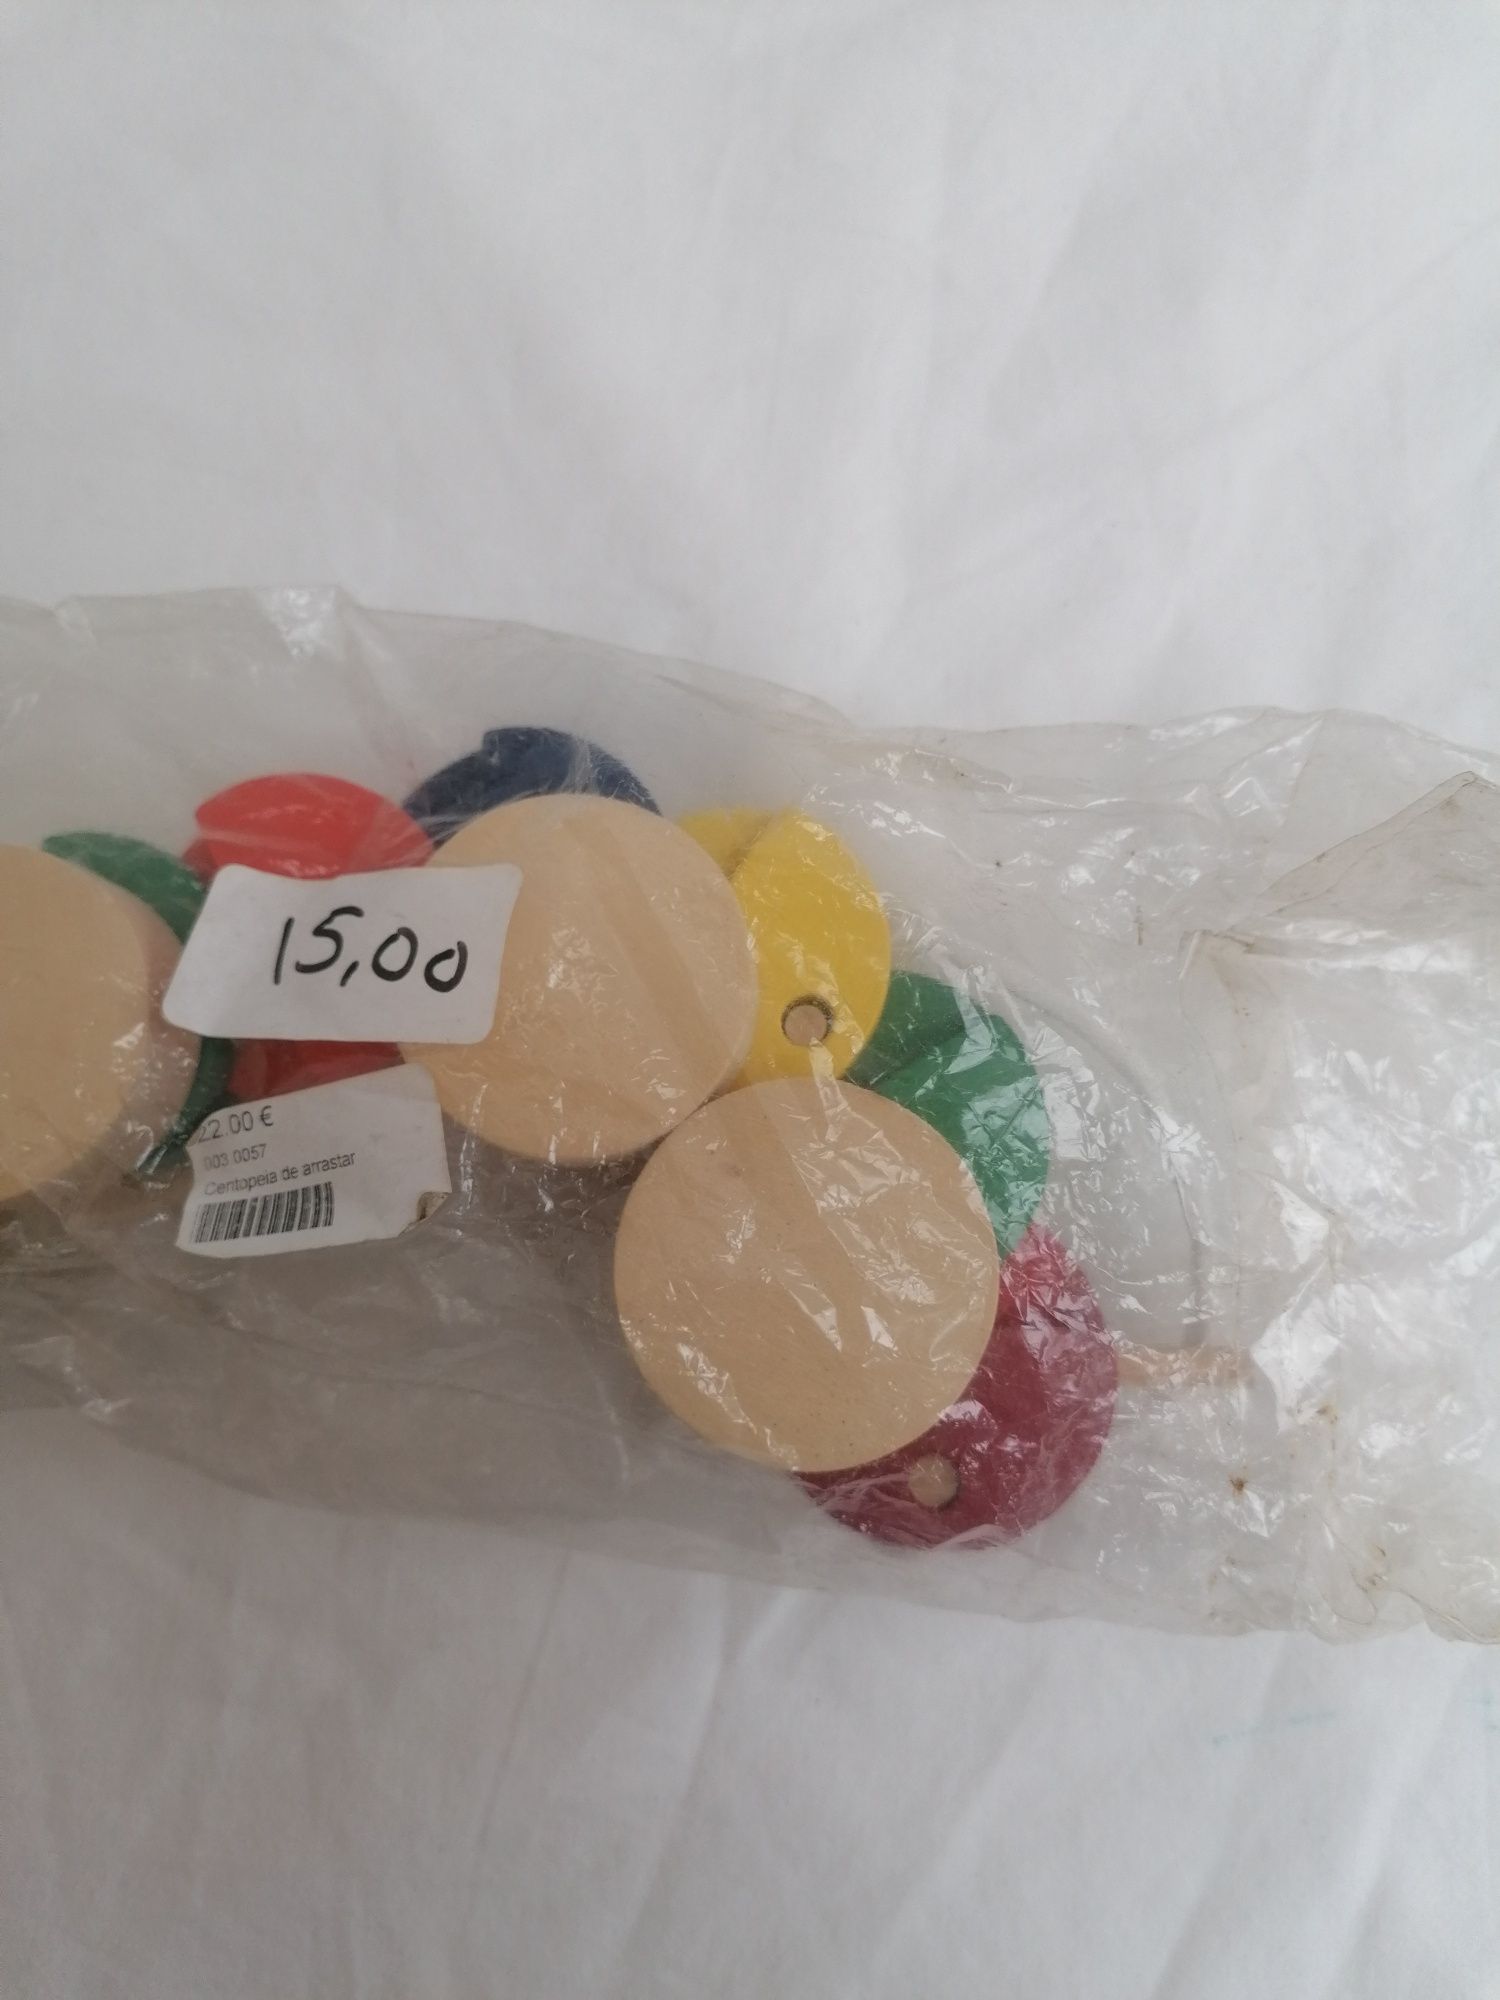 15,00
22.00 €
003.0057
Centopeia de arrastar